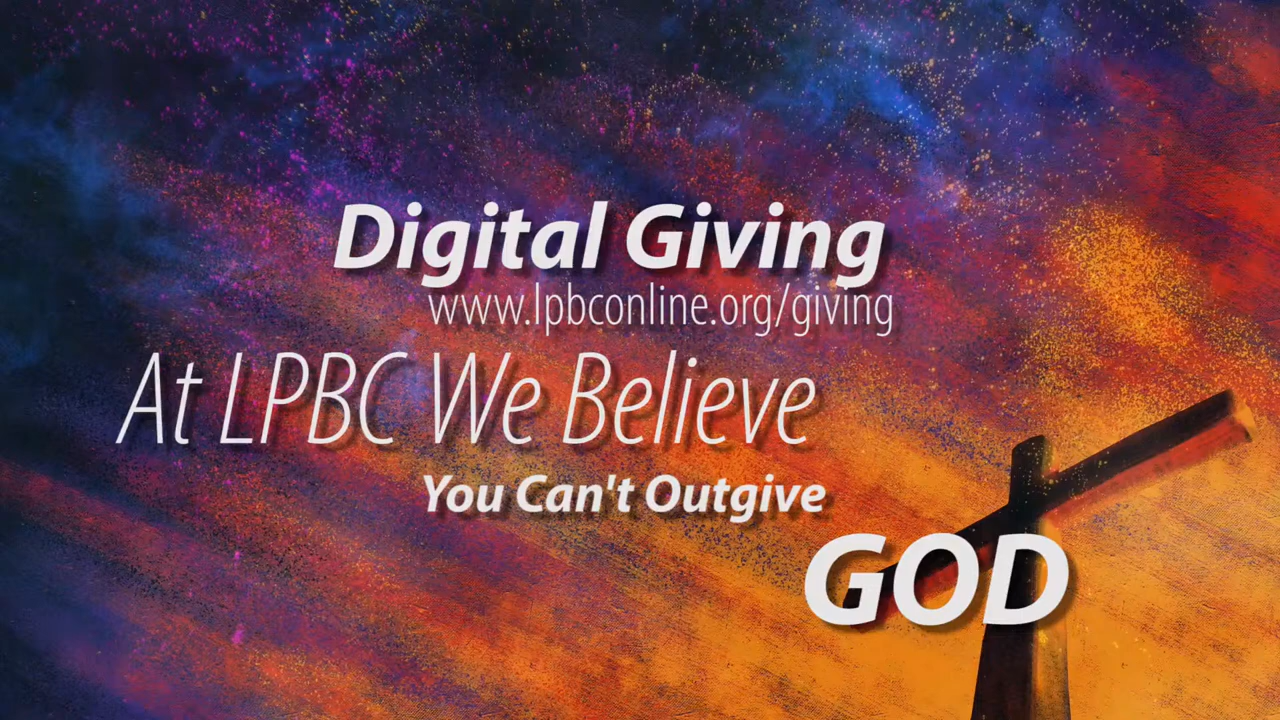 Digital Giving
www.lpbconline.org/giving
At LPBC We Believe
You Can't Outgive
GOD